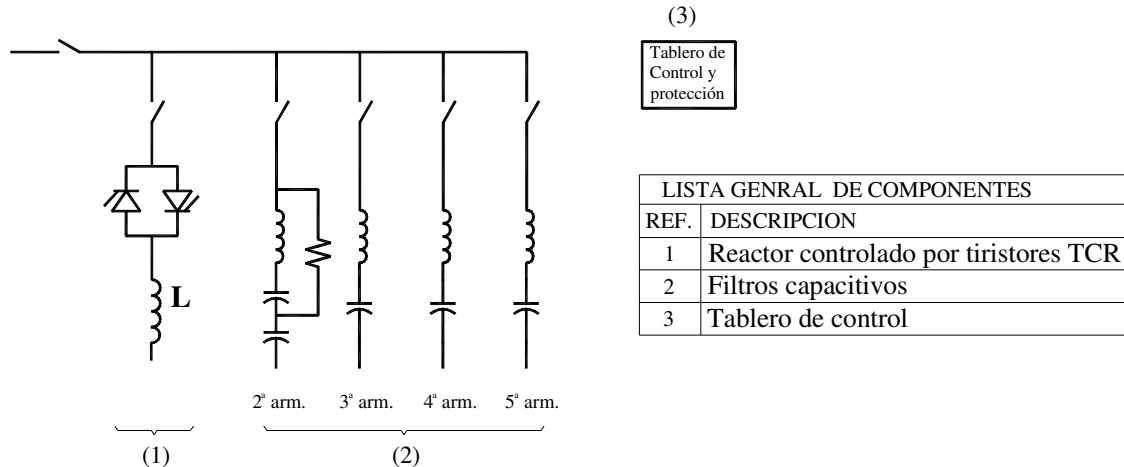 (3)
Tablero de
Control y
protección
L
2ª arm. 3ª arm. 4ª arm. 5ª arm.
(1) (2)
LISTA GENRAL DE COMPONENTES
REF. DESCRIPCION
1 Reactor controlado por tiristores TCR
2 Filtros capacitivos
3 Tablero de control